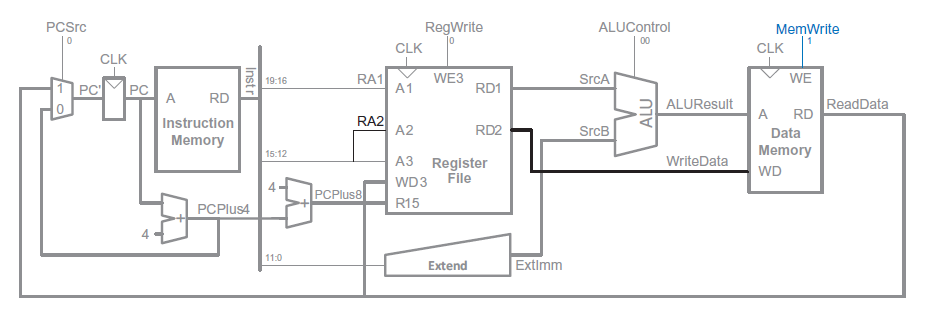 PCSrc
0
RegWrite
0
ALUControl
00
MemWrite
1
CLK
CLK
CLK
1
0
PC'
PC
A
RD
Instruction
Memory
Instr
19:16
RA1
A1
WE3
RD1
SrcA
RA2
A2
RD2
SrcB
ALU
ALUResult
WE
A
RD
Data
Memory
WD
ReadData
WriteData
15:12
A3
Register
File
WD3
R15
4
+
PCPlus8
PCPlus4
+
4
11:0
Extend
ExtImm